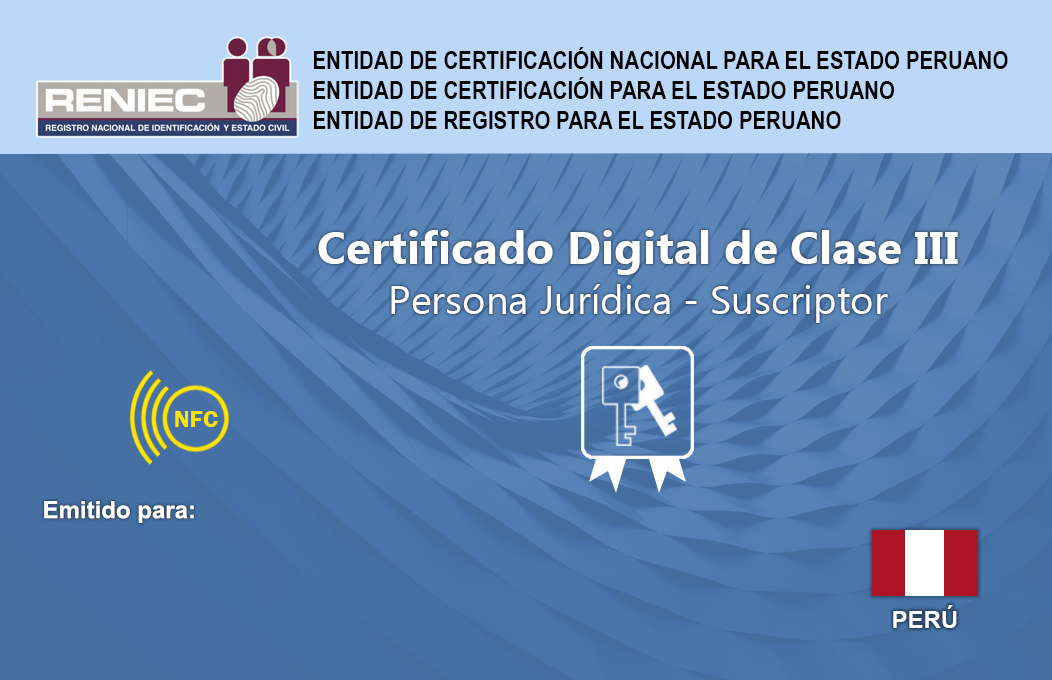 RENIEC
REGISTRO NACIONAL DE IDENTIFICACIÓN Y ESTADO CIVIL
ENTIDAD DE CERTIFICACIÓN NACIONAL PARA EL ESTADO PERUANO
ENTIDAD DE CERTIFICACIÓN PARA EL ESTADO PERUANO
ENTIDAD DE REGISTRO PARA EL ESTADO PERUANO
Certificado Digital de Clase III
Persona Jurídica - Suscriptor
NFC
Emitido para:
PERÚ